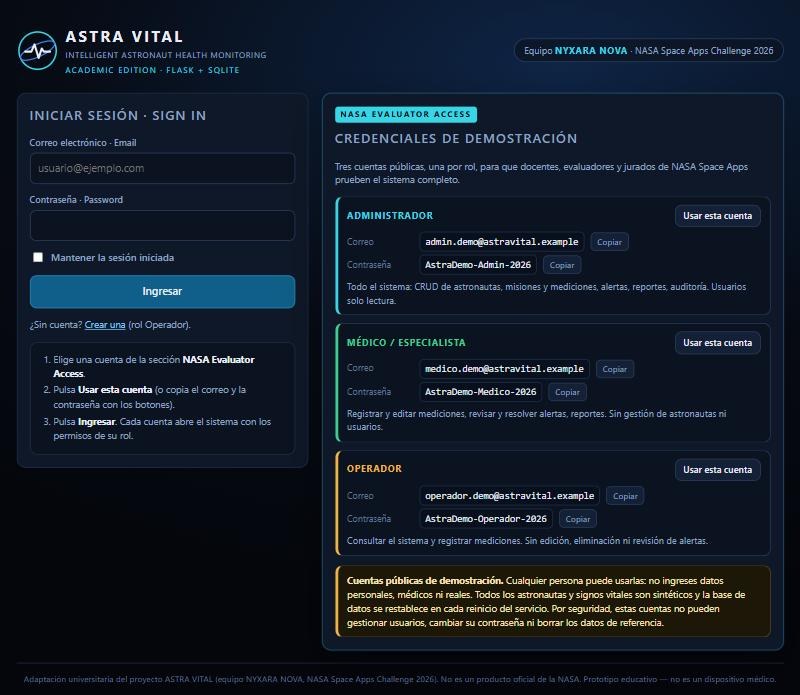 ASTRA VITAL
INTELLIGENT ASTRONAUT HEALTH MONITORING
ACADEMIC EDITION · FLASK + SQLITE
Equipo NYXARA NOVA · NASA Space Apps Challenge 2026
INICIAR SESIÓN · SIGN IN
Correo electrónico · Email
usuario@ejemplo.com
Contraseña · Password
Mantener la sesión iniciada
Ingresar
¿Sin cuenta? Crear una (rol Operador).
1. Elige una cuenta de la sección NASA Evaluator
Access.
2. Pulsa Usar esta cuenta (o copia el correo y la
contraseña con los botones).
3. Pulsa Ingresar. Cada cuenta abre el sistema con los
permisos de su rol.
NASA EVALUATOR ACCESS
CREDENCIALES DE DEMOSTRACIÓN
Tres cuentas públicas, una por rol, para que docentes, evaluadores y jurados de NASA Space Apps
prueben el sistema completo.
ADMINISTRADOR
Usar esta cuenta
Correo admin.demo@astravital.example Copiar
Contraseña AstraDemo-Admin-2026 Copiar
Todo el sistema: CRUD de astronautas, misiones y mediciones, alertas, reportes, auditoría. Usuarios
solo lectura.
MÉDICO / ESPECIALISTA
Usar esta cuenta
Correo medico.demo@astravital.example Copiar
Contraseña AstraDemo-Medico-2026 Copiar
Registrar y editar mediciones, revisar y resolver alertas, reportes. Sin gestión de astronautas ni
usuarios.
OPERADOR
Usar esta cuenta
Correo operador.demo@astravital.example Copiar
Contraseña AstraDemo-Operador-2026 Copiar
Consultar el sistema y registrar mediciones. Sin edición, eliminación ni revisión de alertas.
Cuentas públicas de demostración. Cualquier persona puede usarlas: no ingreses datos
personales, médicos ni reales. Todos los astronautas y signos vitales son sintéticos y la base de
datos se restablece en cada reinicio del servicio. Por seguridad, estas cuentas no pueden
gestionar usuarios, cambiar su contraseña ni borrar los datos de referencia.
Adaptación universitaria del proyecto ASTRA VITAL (equipo NYXARA NOVA, NASA Space Apps Challenge 2026). No es un producto oficial de la NASA. Prototipo educativo — no es un dispositivo médico.